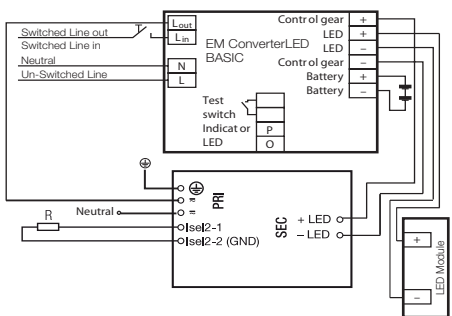 Switched Line out
Switched Line in
Neutral
Un-Switched Line
Lout
Lin
N
L
EM ConverterLED
BASIC
Control gear +
LED +
LED –
Control gear –
Battery +
Battery –
Test
switch
Indicator
LED
P
O
PRI
Neutral
R
Isel2-1
Isel2-2 (GND)
SEC
+ LED
– LED
+
–
LED Module